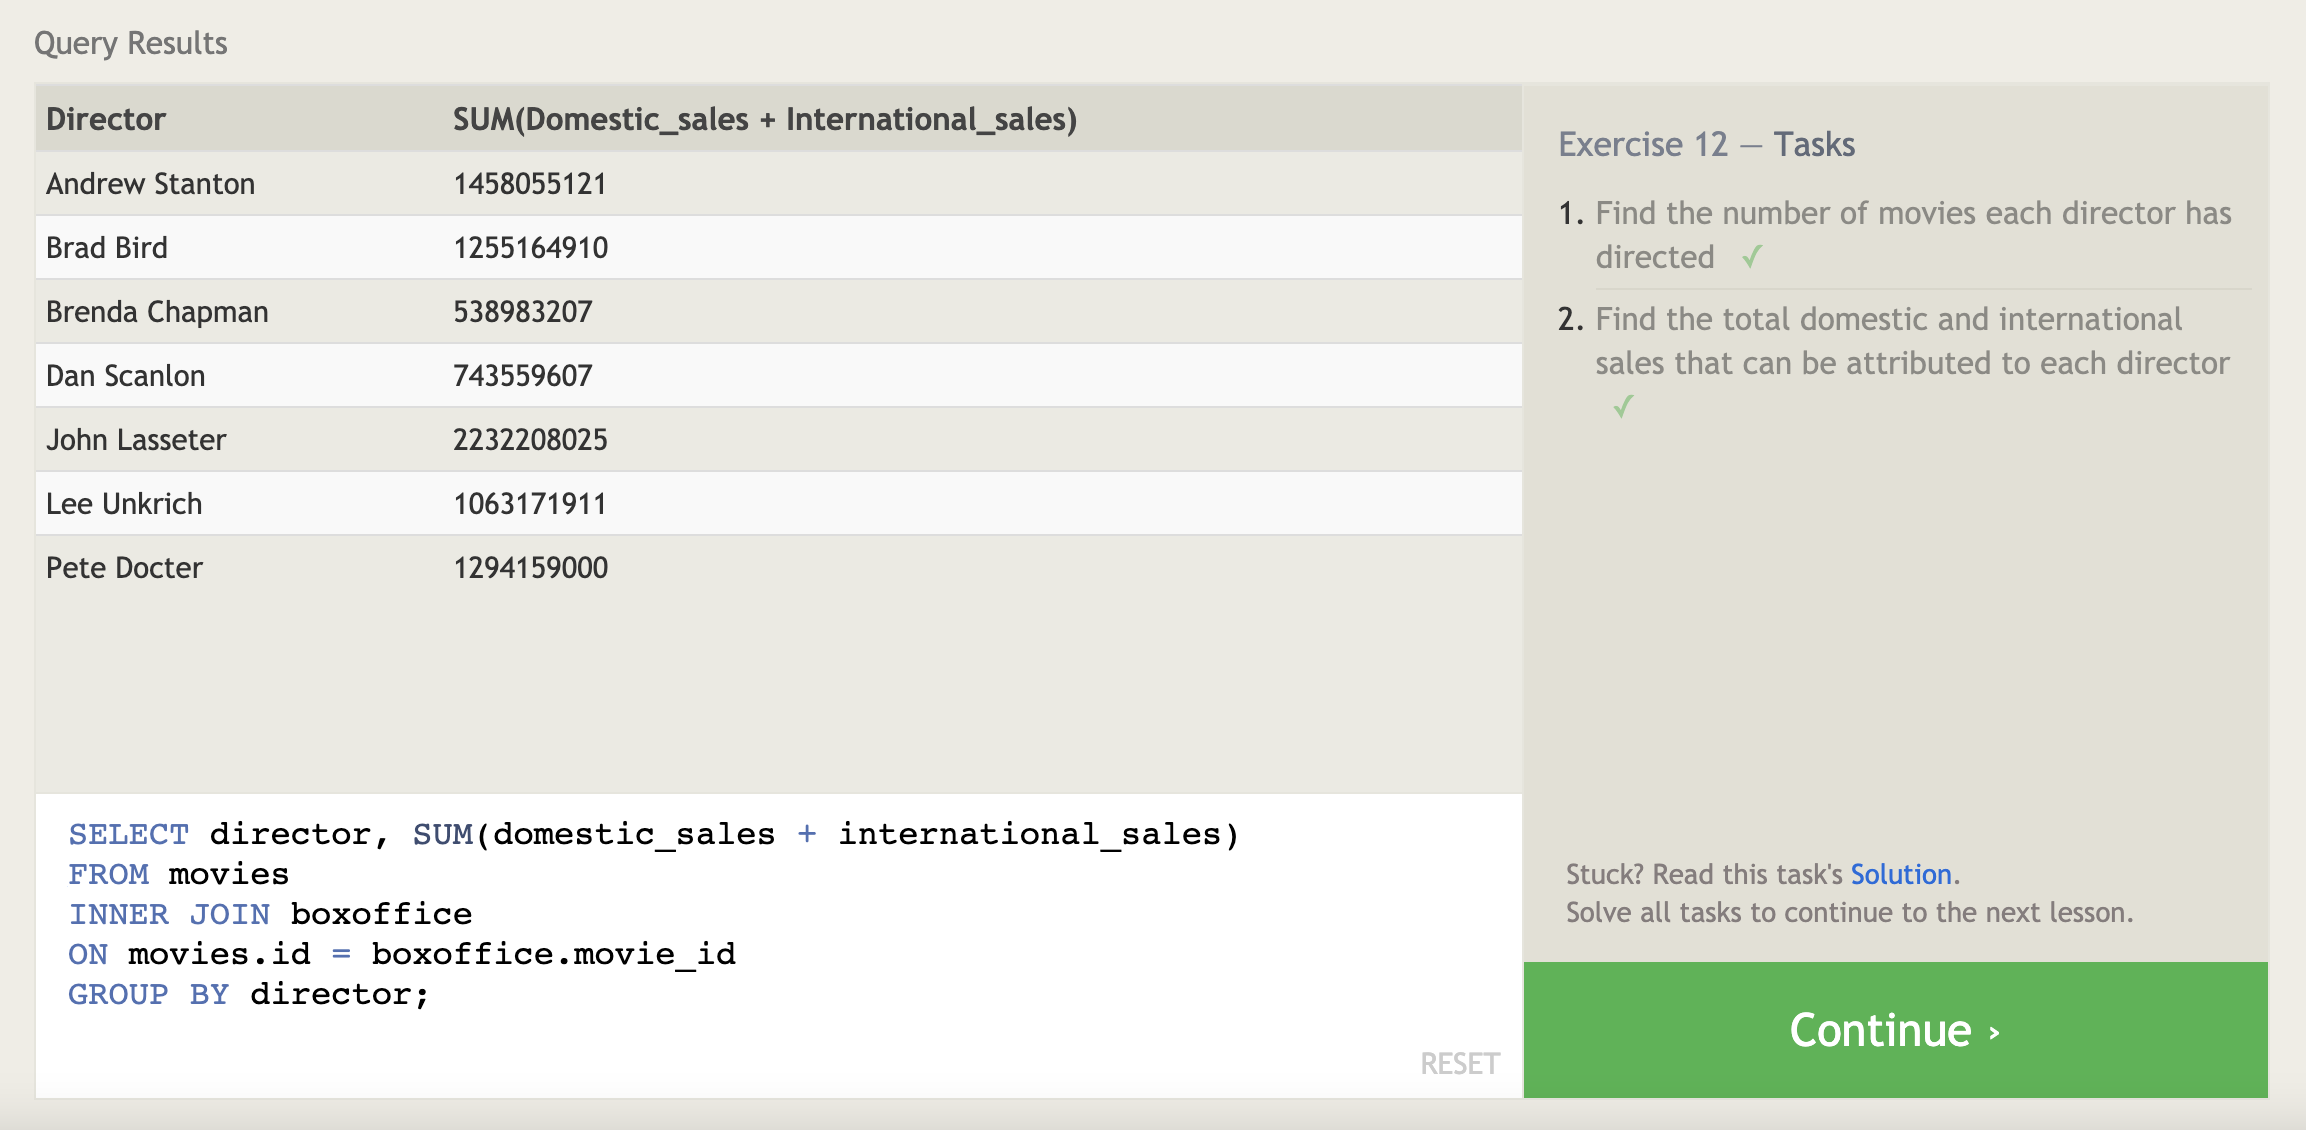 Query Results
Director SUM(Domestic_sales + International_sales)
Andrew Stanton 1458055121
Brad Bird 1255164910
Brenda Chapman 538983207
Dan Scanlon 743559607
John Lasseter 2232208025
Lee Unkrich 1063171911
Pete Docter 1294159000
SELECT director, SUM(domestic_sales + international_sales)
FROM movies
INNER JOIN boxoffice
ON movies.id = boxoffice.movie_id
GROUP BY director;
RESET
Exercise 12 — Tasks
1. Find the number of movies each director has
directed ✓
2. Find the total domestic and international
sales that can be attributed to each director
✓
Stuck? Read this task's Solution.
Solve all tasks to continue to the next lesson.
Continue ›